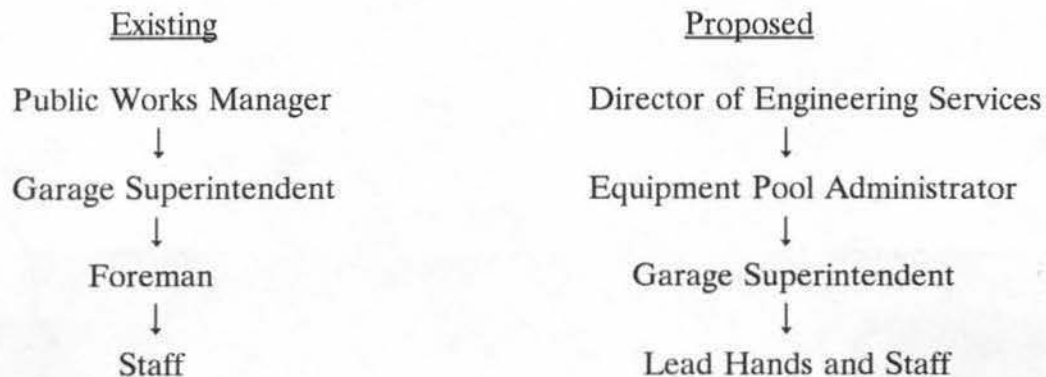 Existing Proposed
Public Works Manager Director of Engineering Services
↓ ↓
Garage Superintendent Equipment Pool Administrator
↓ ↓
Foreman Garage Superintendent
↓ ↓
Staff Lead Hands and Staff